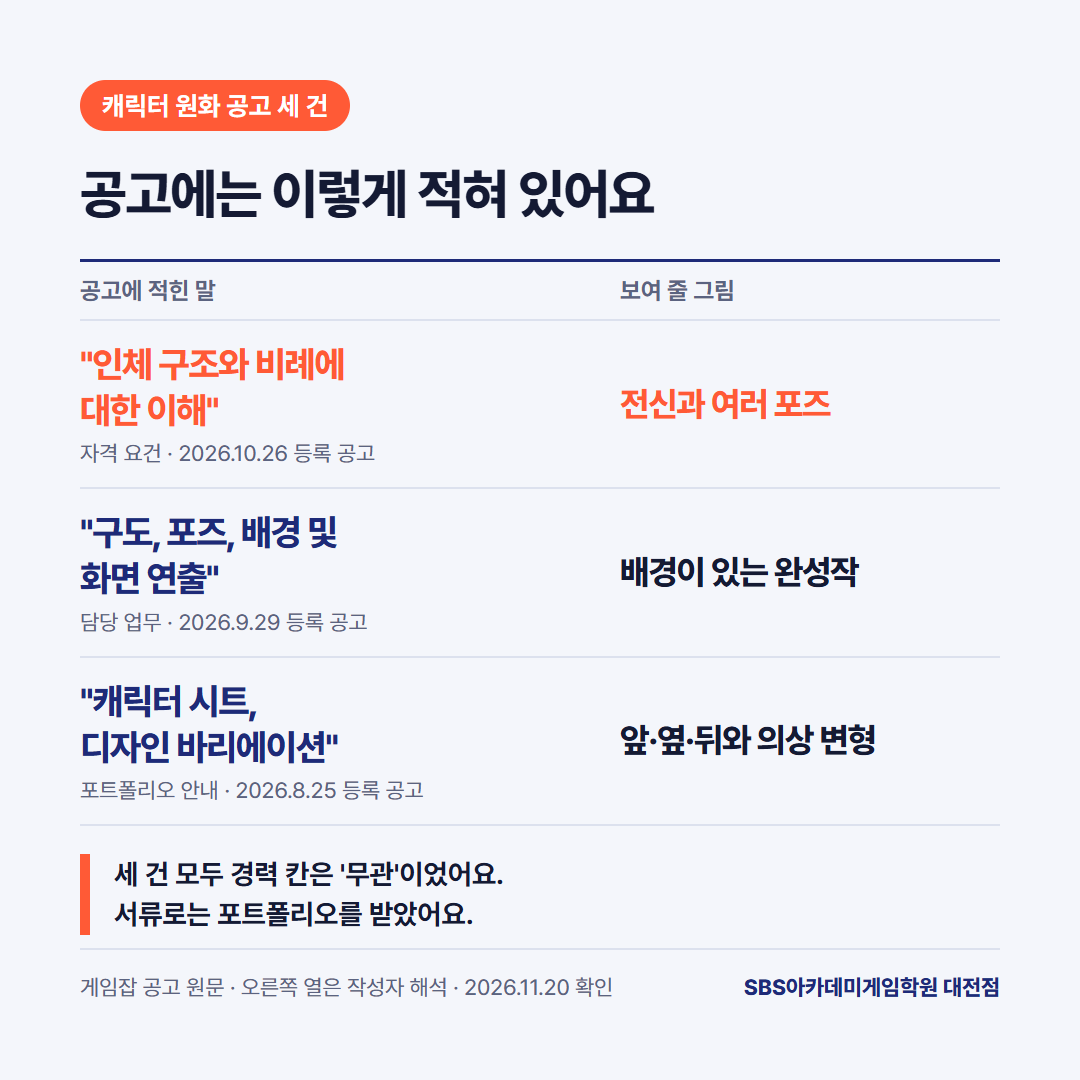 캐릭터 원화 공고 세 건
공고에는 이렇게 적혀 있어요
공고에 적힌 말
보여 줄 그림
"인체 구조와 비례에
대한 이해"
자격 요건 · 2026.10.26 등록 공고
전신과 여러 포즈
"구도, 포즈, 배경 및
화면 연출"
담당 업무 · 2026.9.29 등록 공고
배경이 있는 완성작
"캐릭터 시트,
디자인 바리에이션"
포트폴리오 안내 · 2026.8.25 등록 공고
앞·옆·뒤와 의상 변형
세 건 모두 경력 칸은 '무관'이었어요.
서류로는 포트폴리오를 받았어요.
게임잡 공고 원문 · 오른쪽 열은 작성자 해석 · 2026.11.20 확인
SBS아카데미게임학원 대전점